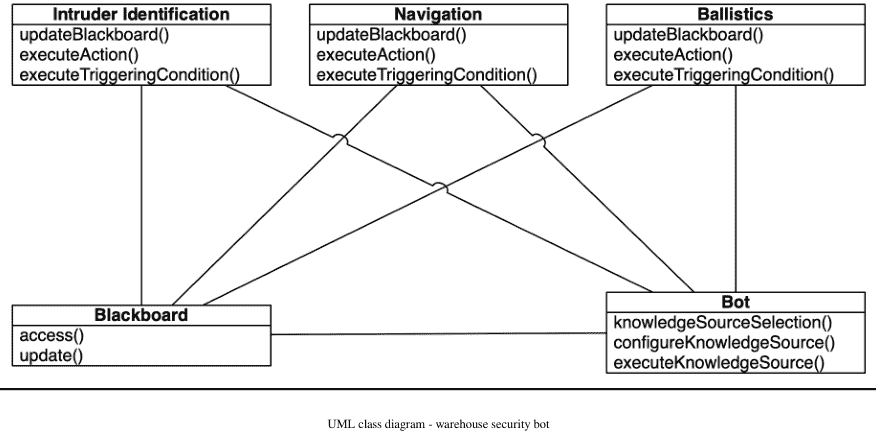 Intruder Identification
updateBlackboard()
executeAction()
executeTriggeringCondition()
Navigation
updateBlackboard()
executeAction()
executeTriggeringCondition()
Ballistics
updateBlackboard()
executeAction()
executeTriggeringCondition()
Blackboard
access()
update()
Bot
knowledgeSourceSelection()
configureKnowledgeSource()
executeKnowledgeSource()
UML class diagram - warehouse security bot